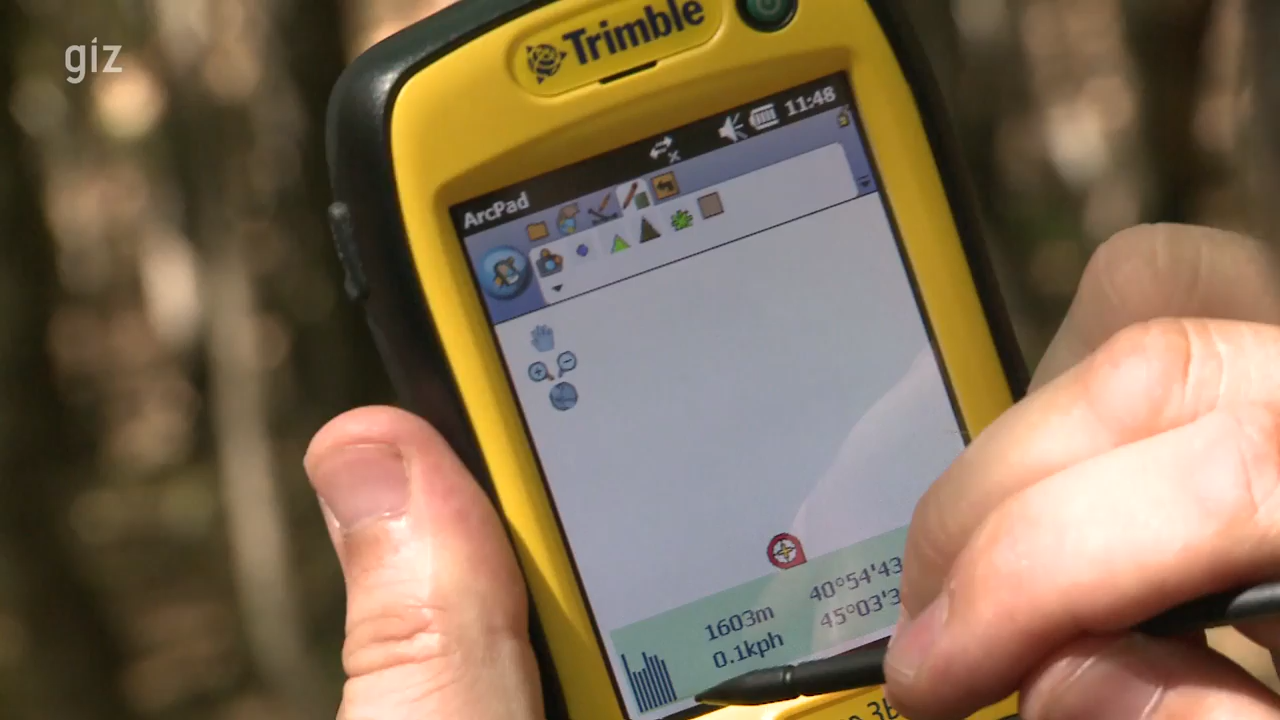 giz
Trimble
11:48
ArcPad
1603m
40°54'43
0.1kph
45°03'3